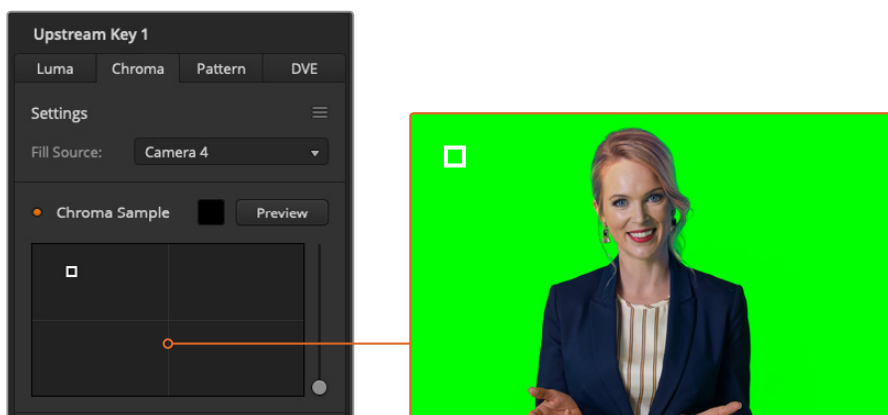 Upstream Key 1
Luma Chroma Pattern DVE
Settings
Fill Source: Camera 4
Chroma Sample Preview